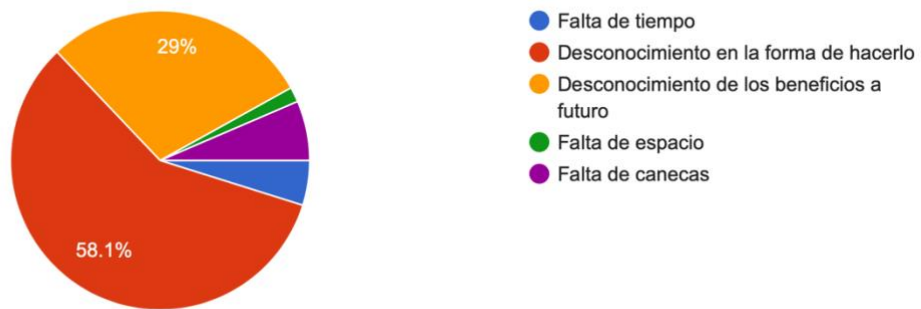 29%
58.1%
Falta de tiempo
Desconocimiento en la forma de hacerlo
Desconocimiento de los beneficios a
futuro
Falta de espacio
Falta de canecas